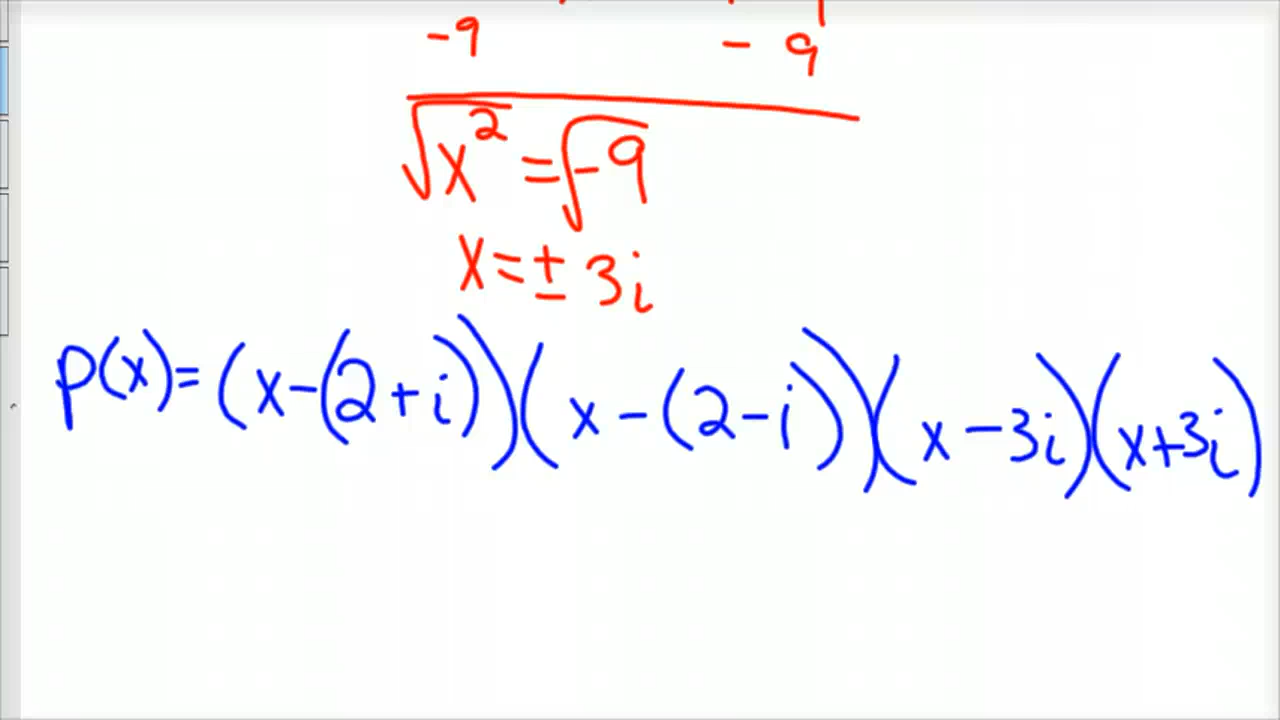 -9 - 9
√x² = √-9
x = ± 3i
p(x) = (x-(2+i))(x-(2-i))(x-3i)(x+3i)